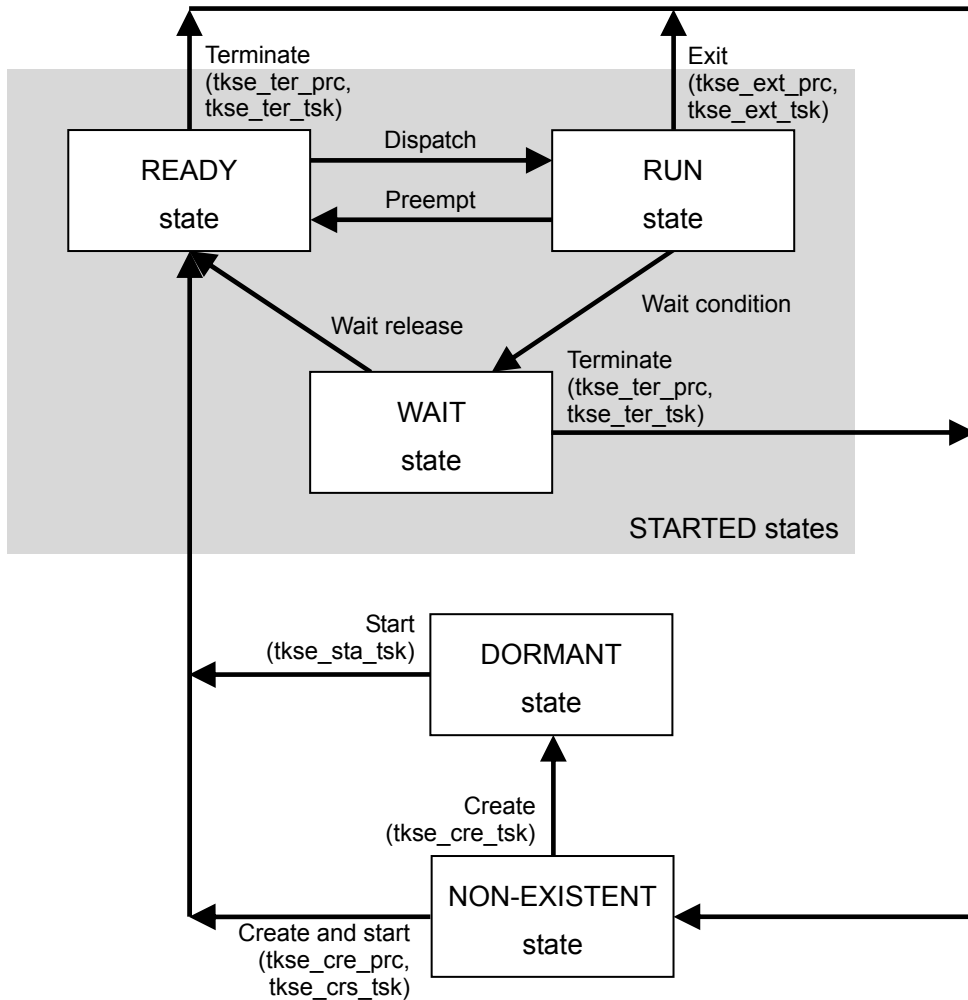 Terminate
(tkse_ter_prc,
tkse_ter_tsk)
Exit
(tkse_ext_prc,
tkse_ext_tsk)
READY
state
Dispatch
Preempt
RUN
state
Wait release
Wait condition
WAIT
state
Terminate
(tkse_ter_prc,
tkse_ter_tsk)
STARTED states
Start
(tkse_sta_tsk)
DORMANT
state
Create
(tkse_cre_tsk)
NON-EXISTENT
state
Create and start
(tkse_cre_prc,
tkse_crs_tsk)